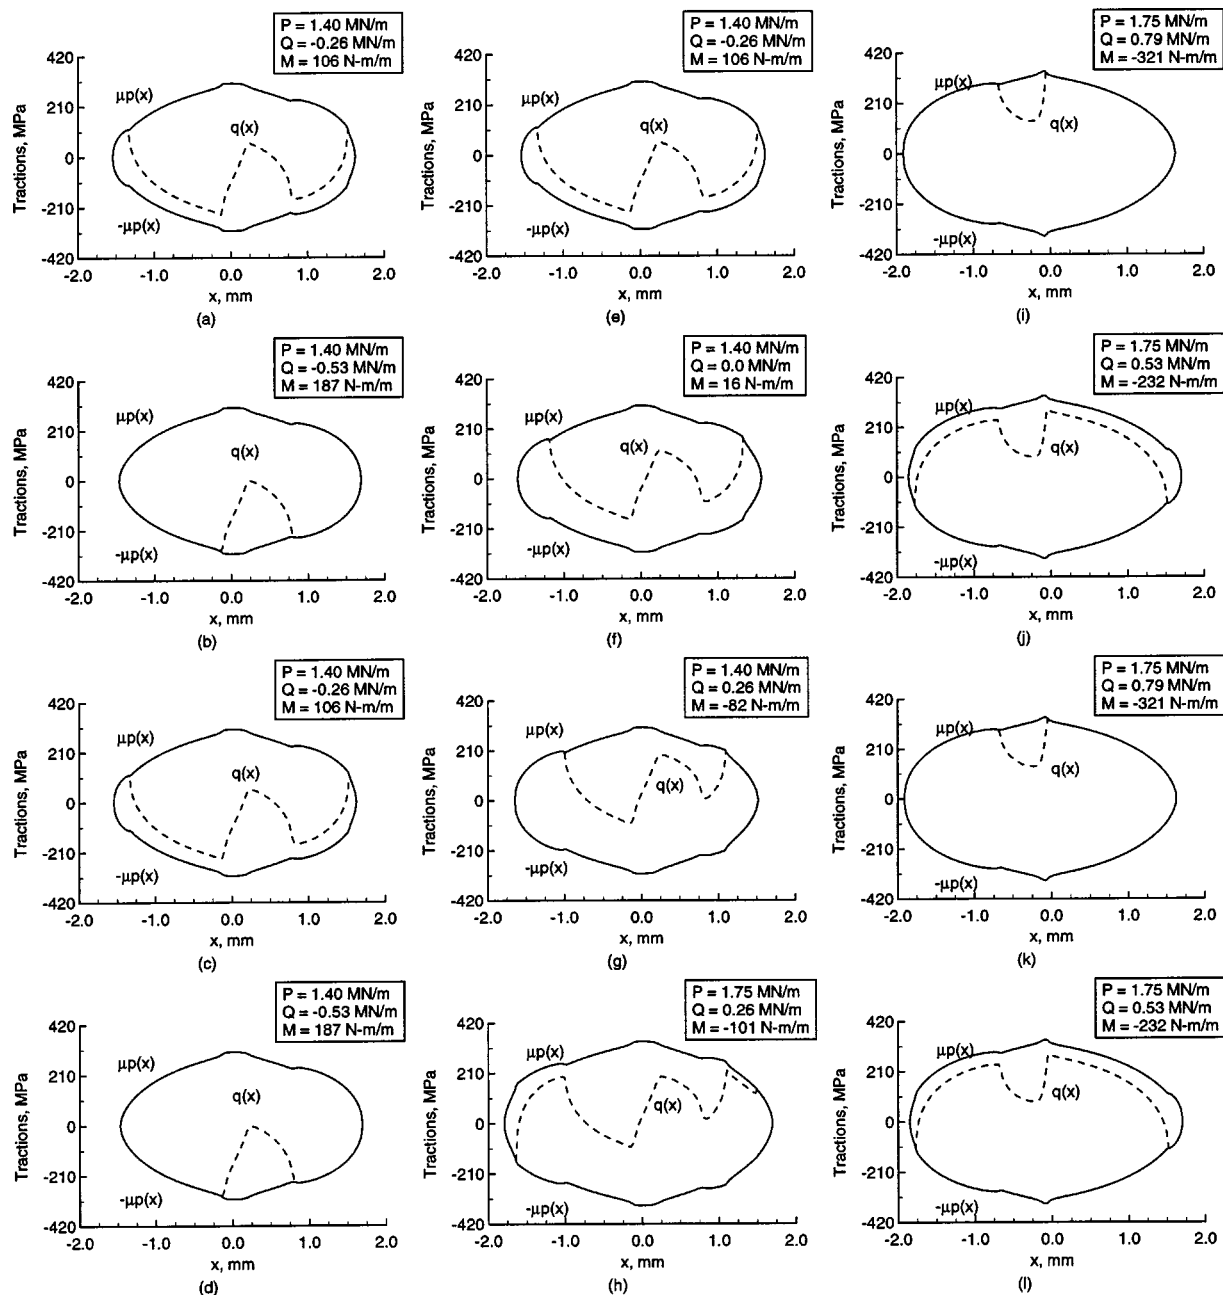 P = 1.40 MN/m
Q = -0.26 MN/m
M = 106 N-m/m
420
210
0
-210
-420
Tractions, MPa
μp(x)
q(x)
-μp(x)
-2.0 -1.0 0.0 1.0 2.0
x, mm
(a)
P = 1.40 MN/m
Q = -0.53 MN/m
M = 187 N-m/m
420
210
0
-210
-420
Tractions, MPa
μp(x)
q(x)
-μp(x)
-2.0 -1.0 0.0 1.0 2.0
x, mm
(b)
P = 1.40 MN/m
Q = -0.26 MN/m
M = 106 N-m/m
420
210
0
-210
-420
Tractions, MPa
μp(x)
q(x)
-μp(x)
-2.0 -1.0 0.0 1.0 2.0
x, mm
(c)
P = 1.40 MN/m
Q = -0.53 MN/m
M = 187 N-m/m
420
210
0
-210
-420
Tractions, MPa
μp(x)
q(x)
-μp(x)
-2.0 -1.0 0.0 1.0 2.0
x, mm
(d)
P = 1.40 MN/m
Q = -0.26 MN/m
M = 106 N-m/m
420
210
0
-210
-420
Tractions, MPa
μp(x)
q(x)
-μp(x)
-2.0 -1.0 0.0 1.0 2.0
x, mm
(e)
P = 1.40 MN/m
Q = 0.0 MN/m
M = 16 N-m/m
420
210
0
-210
-420
Tractions, MPa
μp(x)
q(x)
-μp(x)
-2.0 -1.0 0.0 1.0 2.0
x, mm
(f)
P = 1.40 MN/m
Q = 0.26 MN/m
M = -82 N-m/m
420
210
0
-210
-420
Tractions, MPa
μp(x)
q(x)
-μp(x)
-2.0 -1.0 0.0 1.0 2.0
x, mm
(g)
P = 1.75 MN/m
Q = 0.26 MN/m
M = -101 N-m/m
420
210
0
-210
-420
Tractions, MPa
μp(x)
q(x)
-μp(x)
-2.0 -1.0 0.0 1.0 2.0
x, mm
(h)
P = 1.75 MN/m
Q = 0.79 MN/m
M = -321 N-m/m
420
210
0
-210
-420
Tractions, MPa
μp(x)
q(x)
-μp(x)
-2.0 -1.0 0.0 1.0 2.0
x, mm
(i)
P = 1.75 MN/m
Q = 0.53 MN/m
M = -232 N-m/m
420
210
0
-210
-420
Tractions, MPa
μp(x)
q(x)
-μp(x)
-2.0 -1.0 0.0 1.0 2.0
x, mm
(j)
P = 1.75 MN/m
Q = 0.79 MN/m
M = -321 N-m/m
420
210
0
-210
-420
Tractions, MPa
μp(x)
q(x)
-μp(x)
-2.0 -1.0 0.0 1.0 2.0
x, mm
(k)
P = 1.75 MN/m
Q = 0.53 MN/m
M = -232 N-m/m
420
210
0
-210
-420
Tractions, MPa
μp(x)
q(x)
-μp(x)
-2.0 -1.0 0.0 1.0 2.0
x, mm
(l)